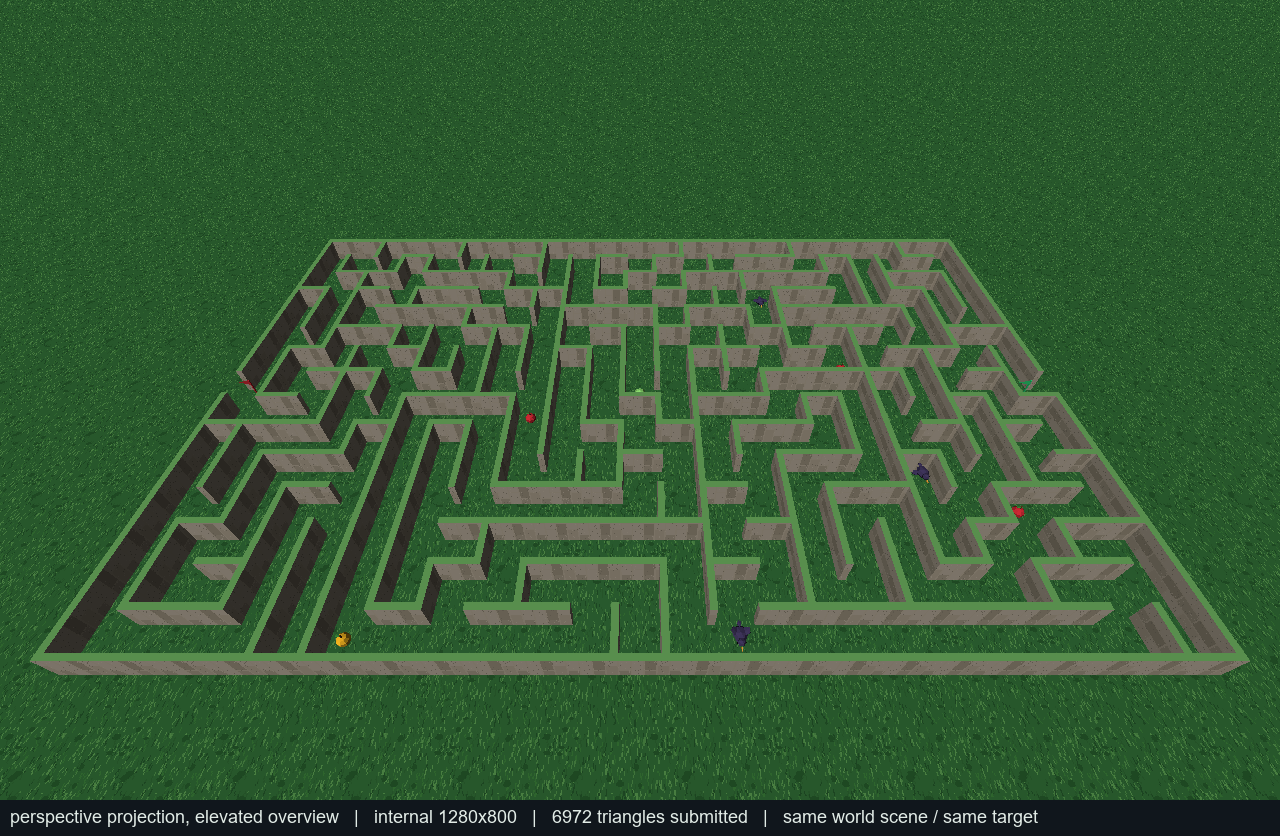 perspective projection, elevated overview | internal 1280x800 | 6972 triangles submitted | same world scene / same target